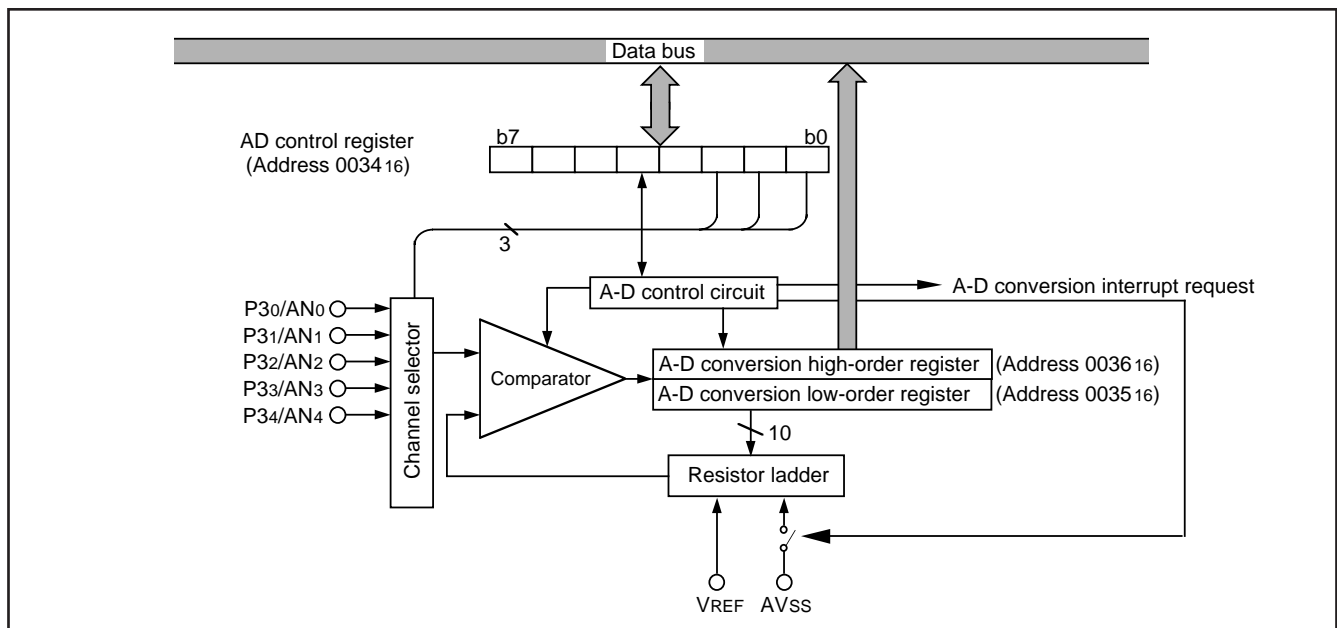 Data bus
AD control register
(Address 0034 16)
b7
b0
3
A-D control circuit
A-D conversion interrupt request
P30/AN0
P31/AN1
P32/AN2
P33/AN3
P34/AN4
Channel selector
Comparator
A-D conversion high-order register
(Address 0036 16)
A-D conversion low-order register
(Address 0035 16)
10
Resistor ladder
VREF
AVSS